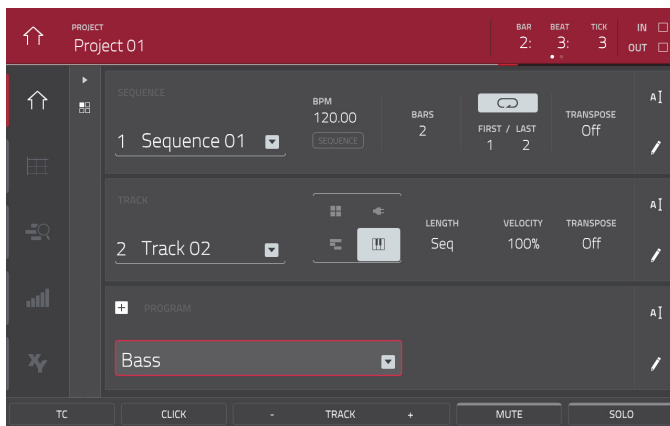 PROJECT
Project 01
BAR BEAT TICK
2: 3: 3
IN
OUT
SEQUENCE
1 Sequence 01
BPM
120.00
SEQUENCE
BARS
2
FIRST / LAST
1 2
TRANSPOSE
Off
A
TRACK
2 Track 02
LENGTH
Seq
VELOCITY
100%
TRANSPOSE
Off
A
PROGRAM
Bass
A
XY
TC CLICK - TRACK + MUTE SOLO